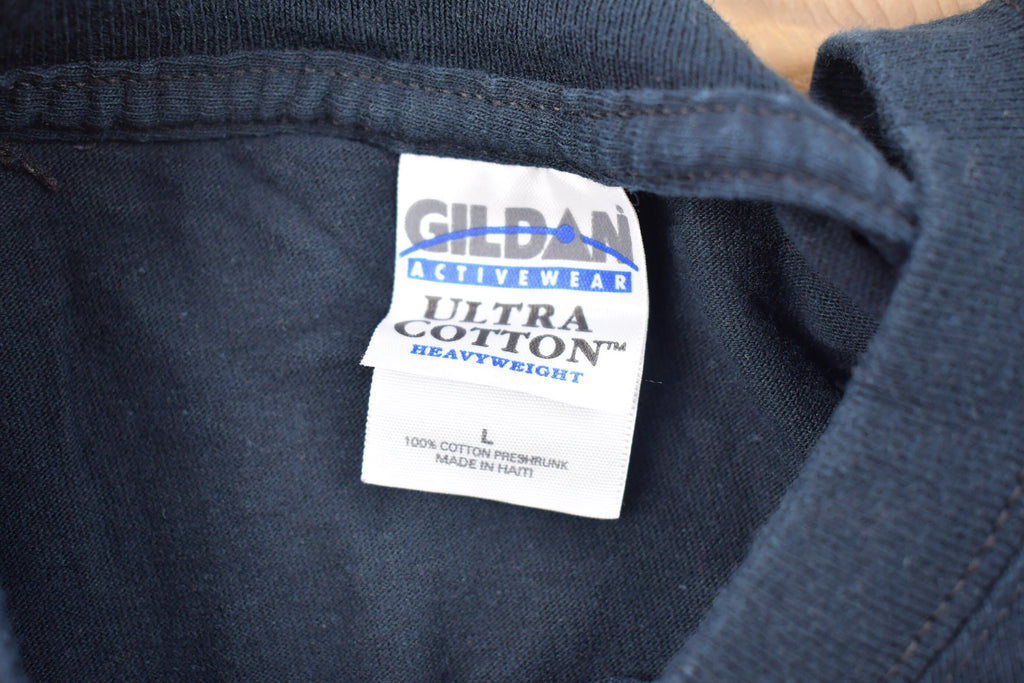 GILDAN
ACTIVEWEAR
ULTRA
COTTON™
HEAVYWEIGHT
L
100% COTTON PRESHRUNK
MADE IN HAITI